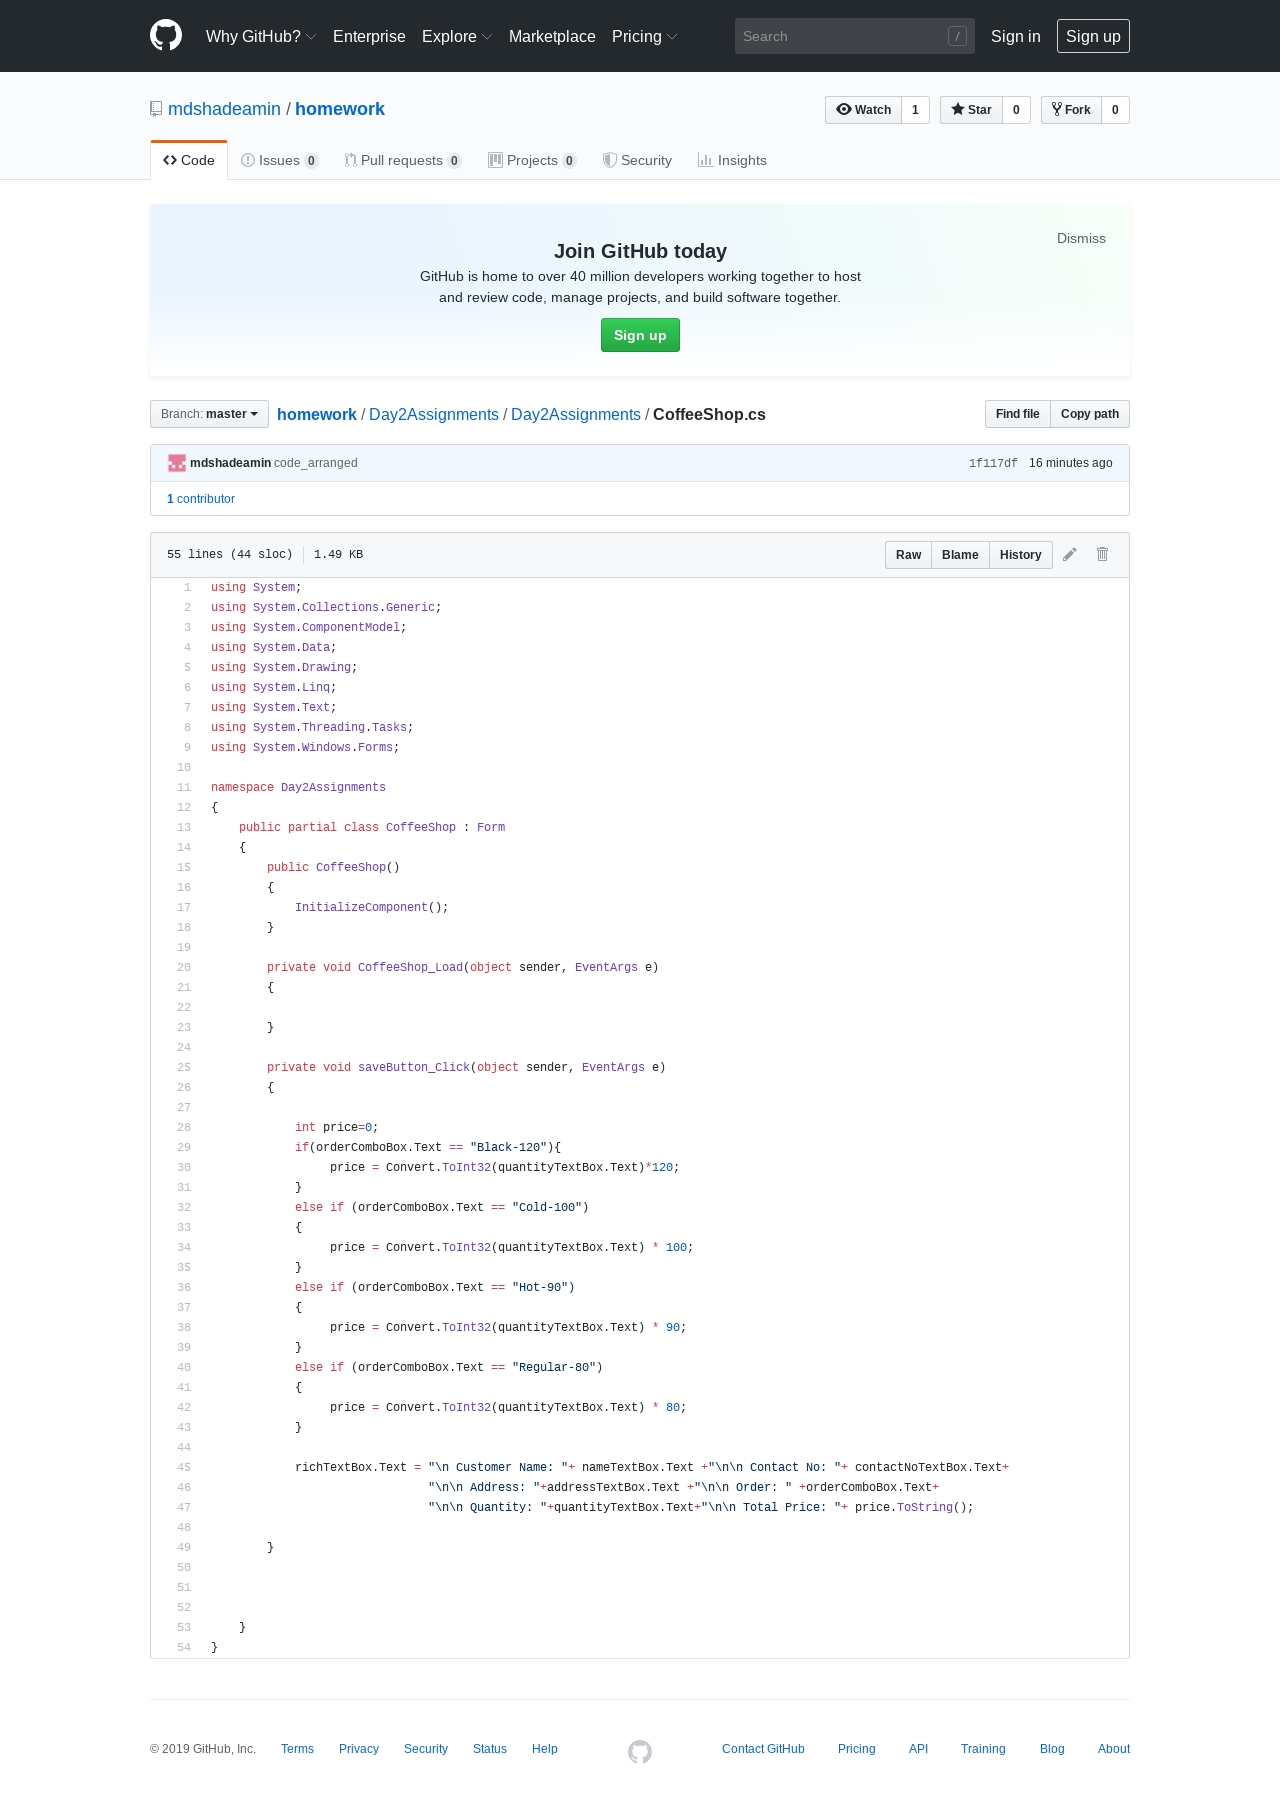 Why GitHub? Enterprise Explore Marketplace Pricing Search / Sign in Sign up
mdshadeamin / homework Watch 1 Star 0 Fork 0
Code Issues 0 Pull requests 0 Projects 0 Security Insights
Dismiss
Join GitHub today
GitHub is home to over 40 million developers working together to host
and review code, manage projects, and build software together.
Sign up
Branch: master homework / Day2Assignments / Day2Assignments / CoffeeShop.cs Find file Copy path
mdshadeamin code_arranged 1f117df 16 minutes ago
1 contributor
55 lines (44 sloc) 1.49 KB Raw Blame History
1 using System;
2 using System.Collections.Generic;
3 using System.ComponentModel;
4 using System.Data;
5 using System.Drawing;
6 using System.Linq;
7 using System.Text;
8 using System.Threading.Tasks;
9 using System.Windows.Forms;
10
11 namespace Day2Assignments
12 {
13     public partial class CoffeeShop : Form
14     {
15         public CoffeeShop()
16         {
17             InitializeComponent();
18         }
19
20         private void CoffeeShop_Load(object sender, EventArgs e)
21         {
22
23         }
24
25         private void saveButton_Click(object sender, EventArgs e)
26         {
27
28             int price=0;
29             if(orderComboBox.Text == "Black-120"){
30                  price = Convert.ToInt32(quantityTextBox.Text)*120;
31             }
32             else if (orderComboBox.Text == "Cold-100")
33             {
34                  price = Convert.ToInt32(quantityTextBox.Text) * 100;
35             }
36             else if (orderComboBox.Text == "Hot-90")
37             {
38                  price = Convert.ToInt32(quantityTextBox.Text) * 90;
39             }
40             else if (orderComboBox.Text == "Regular-80")
41             {
42                  price = Convert.ToInt32(quantityTextBox.Text) * 80;
43             }
44
45             richTextBox.Text = "\n Customer Name: "+ nameTextBox.Text +"\n\n Contact No: "+ contactNoTextBox.Text+
46                                "\n\n Address: "+addressTextBox.Text +"\n\n Order: " +orderComboBox.Text+
47                                "\n\n Quantity: "+quantityTextBox.Text+"\n\n Total Price: "+ price.ToString();
48
49         }
50
51
52
53     }
54 }
© 2019 GitHub, Inc. Terms Privacy Security Status Help Contact GitHub Pricing API Training Blog About